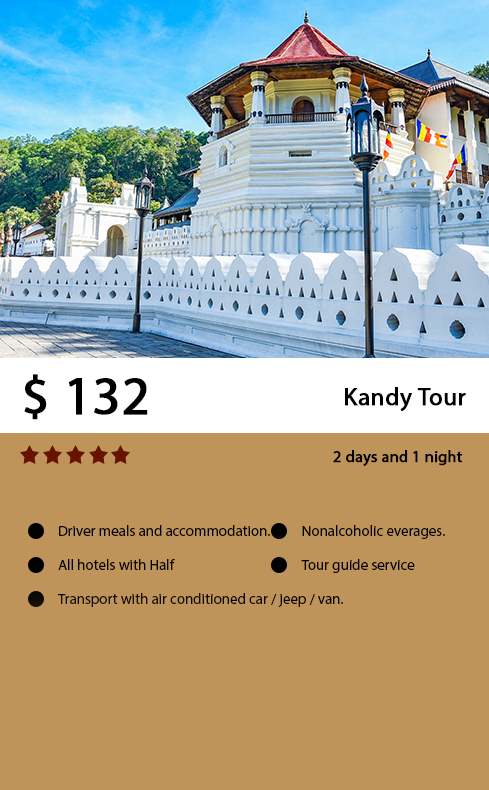 $ 132
Kandy Tour
2 days and 1 night
Driver meals and accommodation.
Nonalcoholic everages.
All hotels with Half
Tour guide service
Transport with air conditioned car / jeep / van.